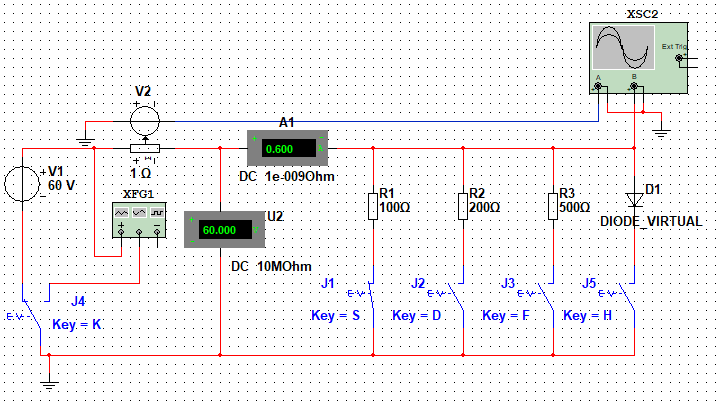 XSC2
Ext Trig
A B
V2
A1
0.600 A
DC 1e-009Ohm
V1
60 V
1 Ω
XFG1
U2
60.000 V
DC 10MOhm
R1
100Ω
R2
200Ω
R3
500Ω
D1
DIODE_VIRTUAL
J4
Key = K
J1
Key = S
J2
Key = D
J3
Key = F
J5
Key = H